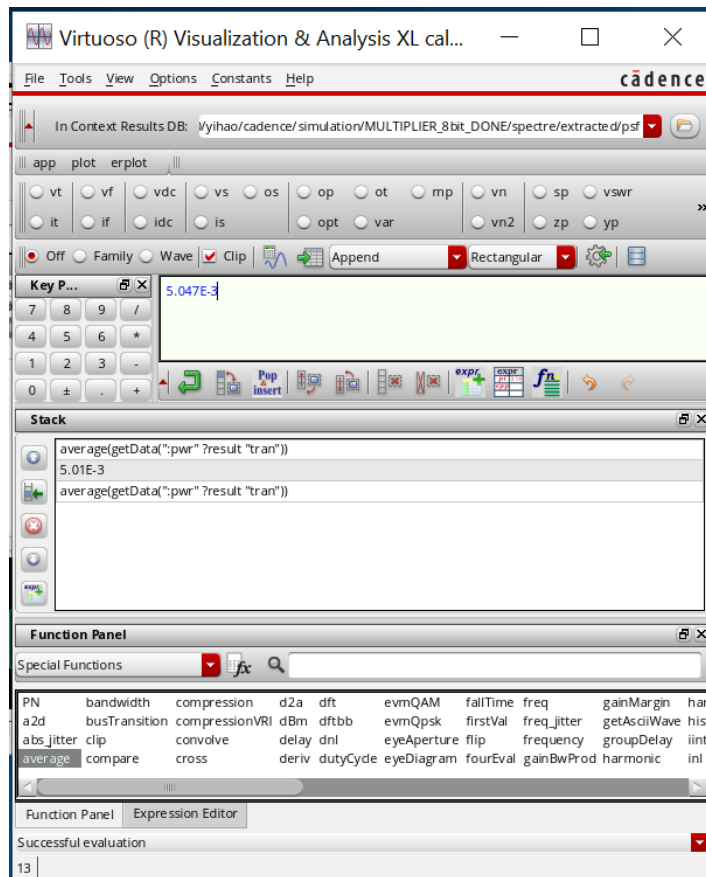 Virtuoso (R) Visualization & Analysis XL cal...
File Tools View Options Constants Help cādence
In Context Results DB: /yihao/cadence/simulation/MULTIPLIER_8bit_DONE/spectre/extracted/psf
app plot erplot
vt vf vdc vs os op ot mp vn sp vswr »
it if idc is opt var vn2 zp yp
Off Family Wave Clip Append Rectangular
Key P...
5.047E-3
7 8 9 /
4 5 6 *
1 2 3 -
0 ± . +
Pop insert expr expr fn
Stack
average(getData(":pwr" ?result "tran"))
5.01E-3
average(getData(":pwr" ?result "tran"))
expr
Function Panel
Special Functions fx
PN bandwidth compression d2a dft evmQAM fallTime freq gainMargin har
a2d busTransition compressionVRI dBm dftbb evmQpsk firstVal freq_jitter getAsciiWave his
abs_jitter clip convolve delay dnl eyeAperture flip frequency groupDelay iint
average compare cross deriv dutyCycle eyeDiagram fourEval gainBwProd harmonic inl
Function Panel Expression Editor
Successful evaluation
13